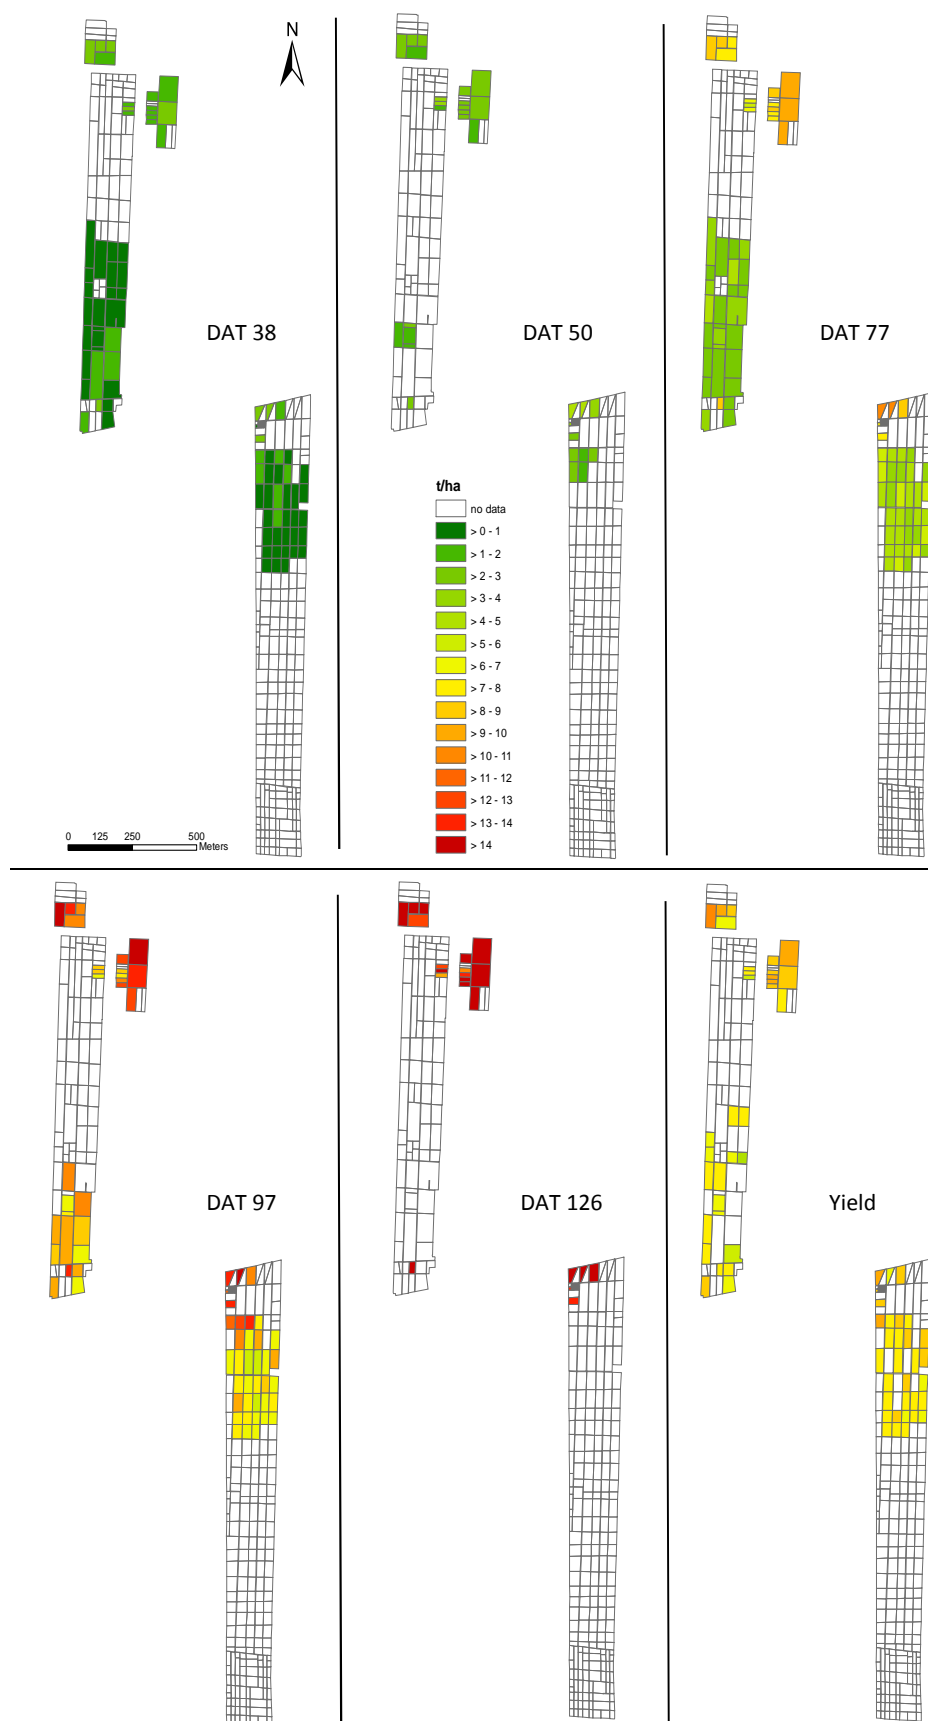 N
DAT 38
DAT 50
DAT 77
t/ha
no data
> 0 - 1
> 1 - 2
> 2 - 3
> 3 - 4
> 4 - 5
> 5 - 6
> 6 - 7
> 7 - 8
> 8 - 9
> 9 - 10
> 10 - 11
> 11 - 12
> 12 - 13
> 13 - 14
> 14
0 125 250 500
Meters
DAT 97
DAT 126
Yield